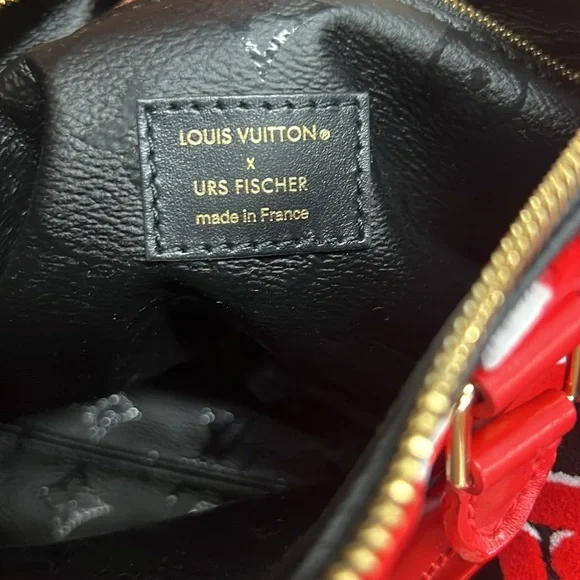 LOUIS VUITTON®
x
URS FISCHER
made in France